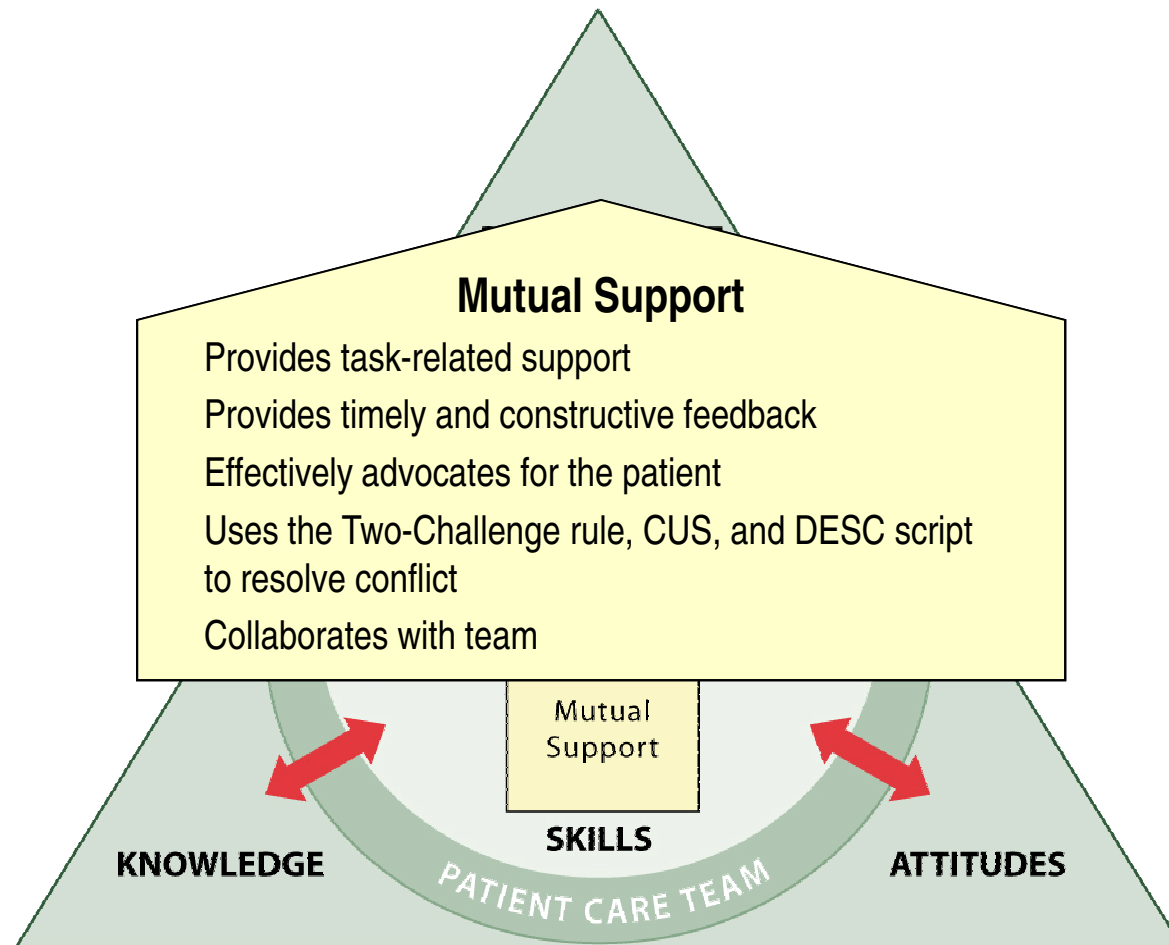 Mutual Support
Provides task-related support
Provides timely and constructive feedback
Effectively advocates for the patient
Uses the Two-Challenge rule, CUS, and DESC script
to resolve conflict
Collaborates with team
Mutual
Support
SKILLS
KNOWLEDGE
ATTITUDES
PATIENT CARE TEAM